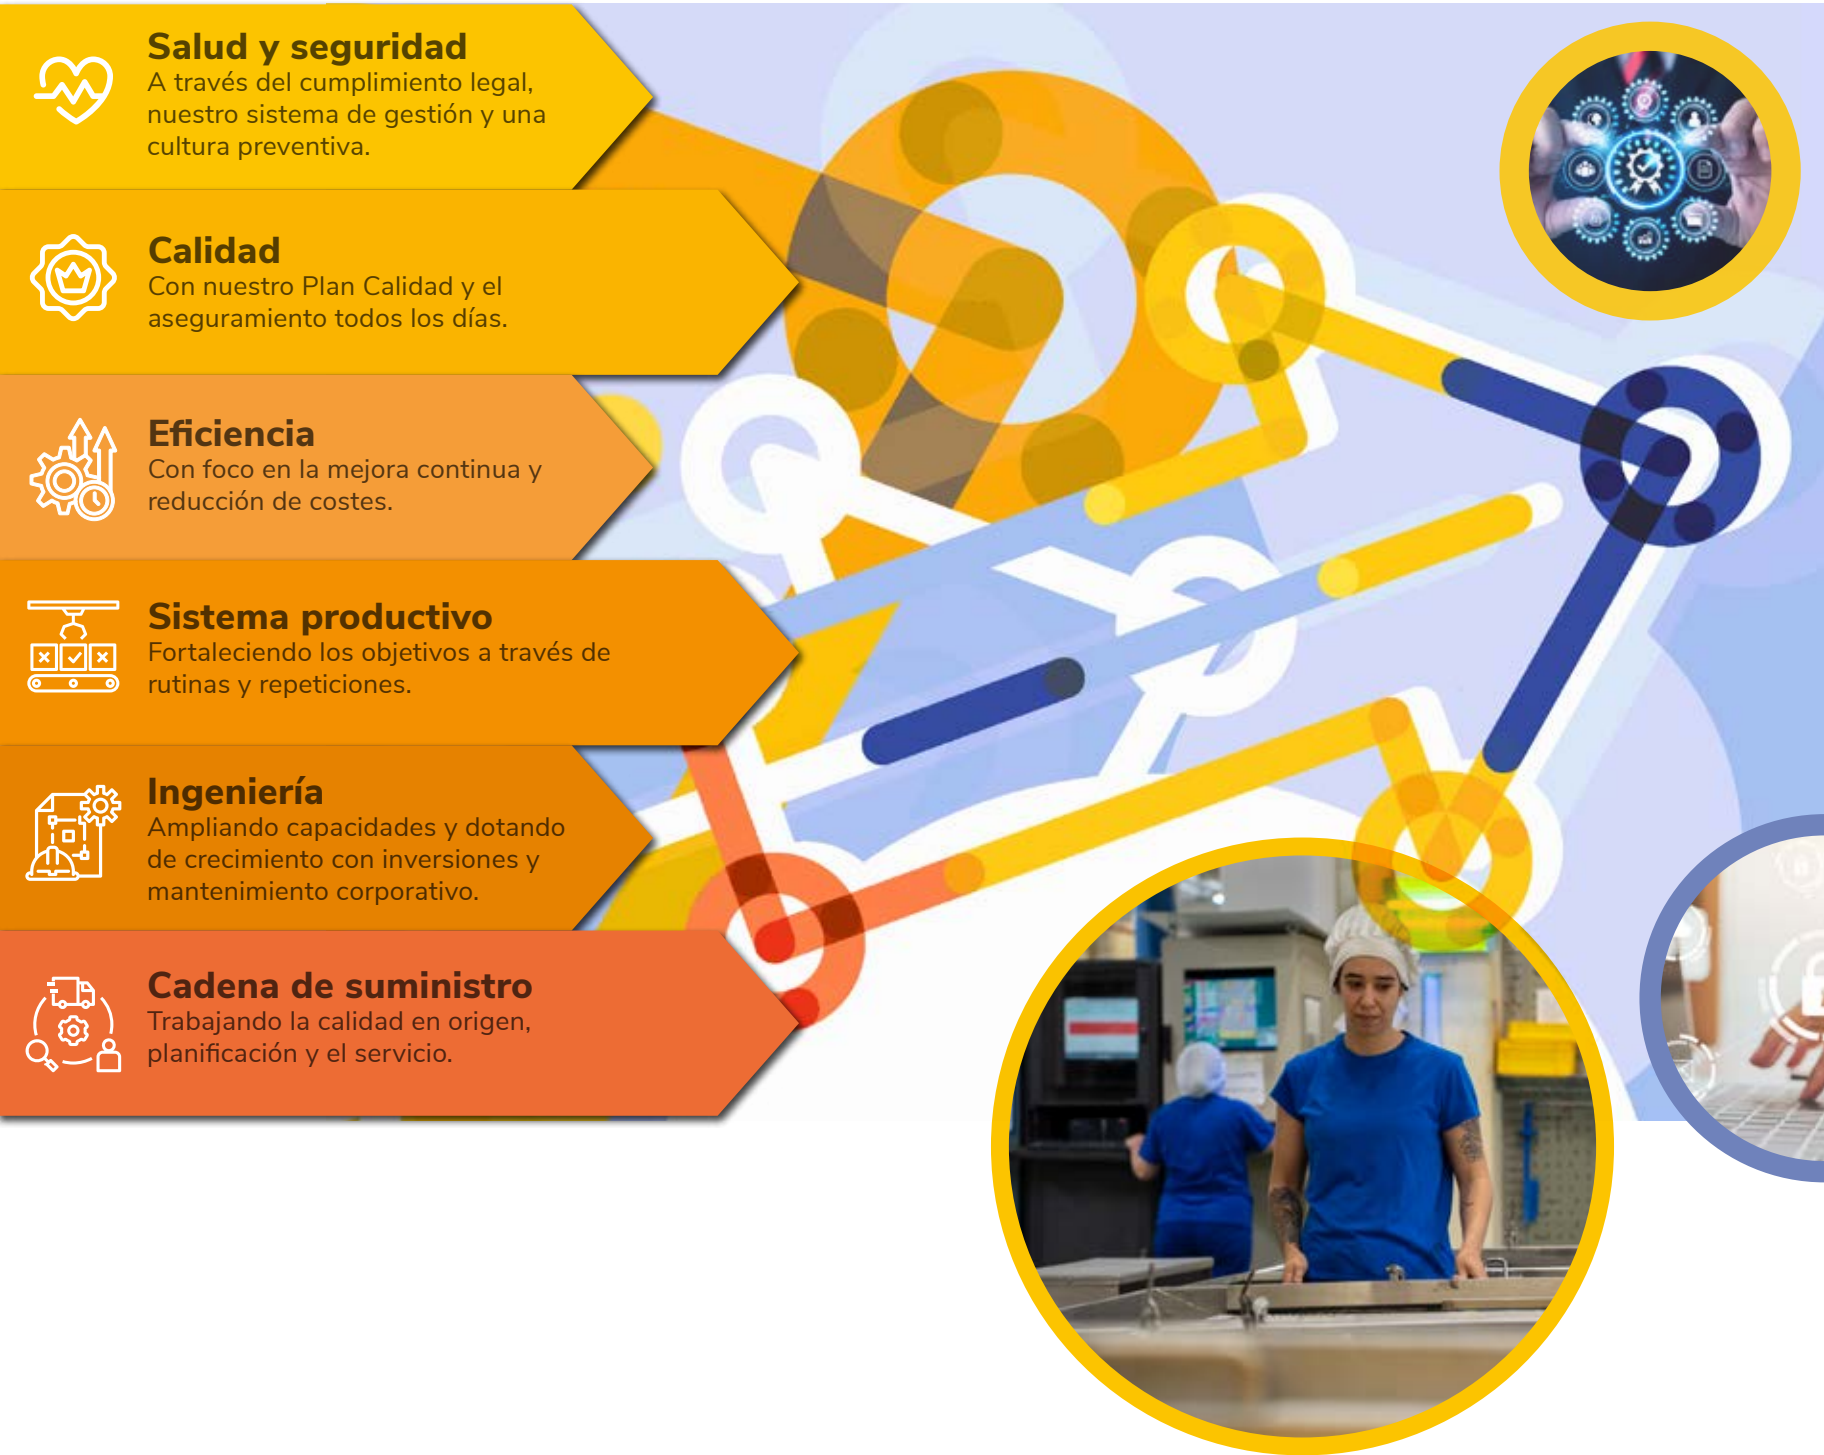 Salud y seguridad
A través del cumplimiento legal,
nuestro sistema de gestión y una
cultura preventiva.
Calidad
Con nuestro Plan Calidad y el
aseguramiento todos los días.
Eficiencia
Con foco en la mejora continua y
reducción de costes.
Sistema productivo
Fortaleciendo los objetivos a través de
rutinas y repeticiones.
Ingeniería
Ampliando capacidades y dotando
de crecimiento con inversiones y
mantenimiento corporativo.
Cadena de suministro
Trabajando la calidad en origen,
planificación y el servicio.